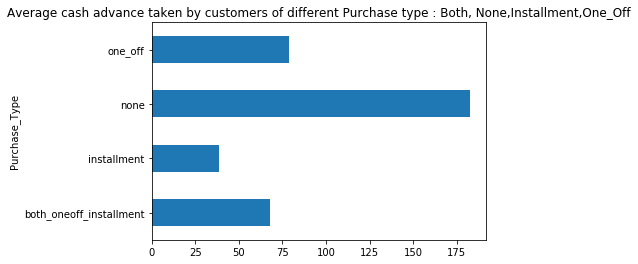 Average cash advance taken by customers of different Purchase type : Both, None,Installment,One_Off
one_off
none
installment
both_oneoff_installment
Purchase_Type
0 25 50 75 100 125 150 175